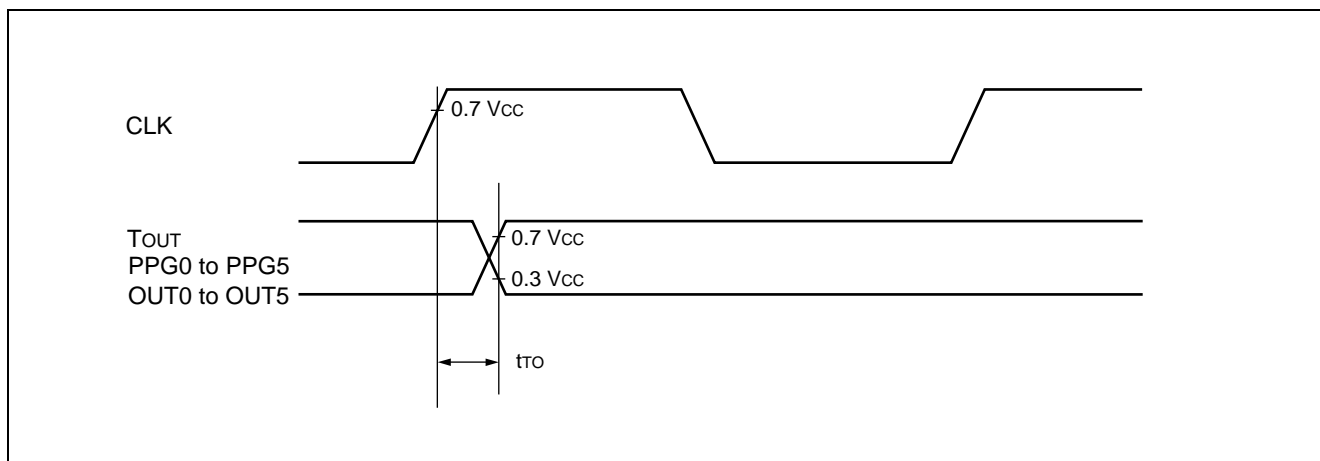 CLK
0.7 VCC
TOUT
PPG0 to PPG5
OUT0 to OUT5
0.7 VCC
0.3 VCC
tTO